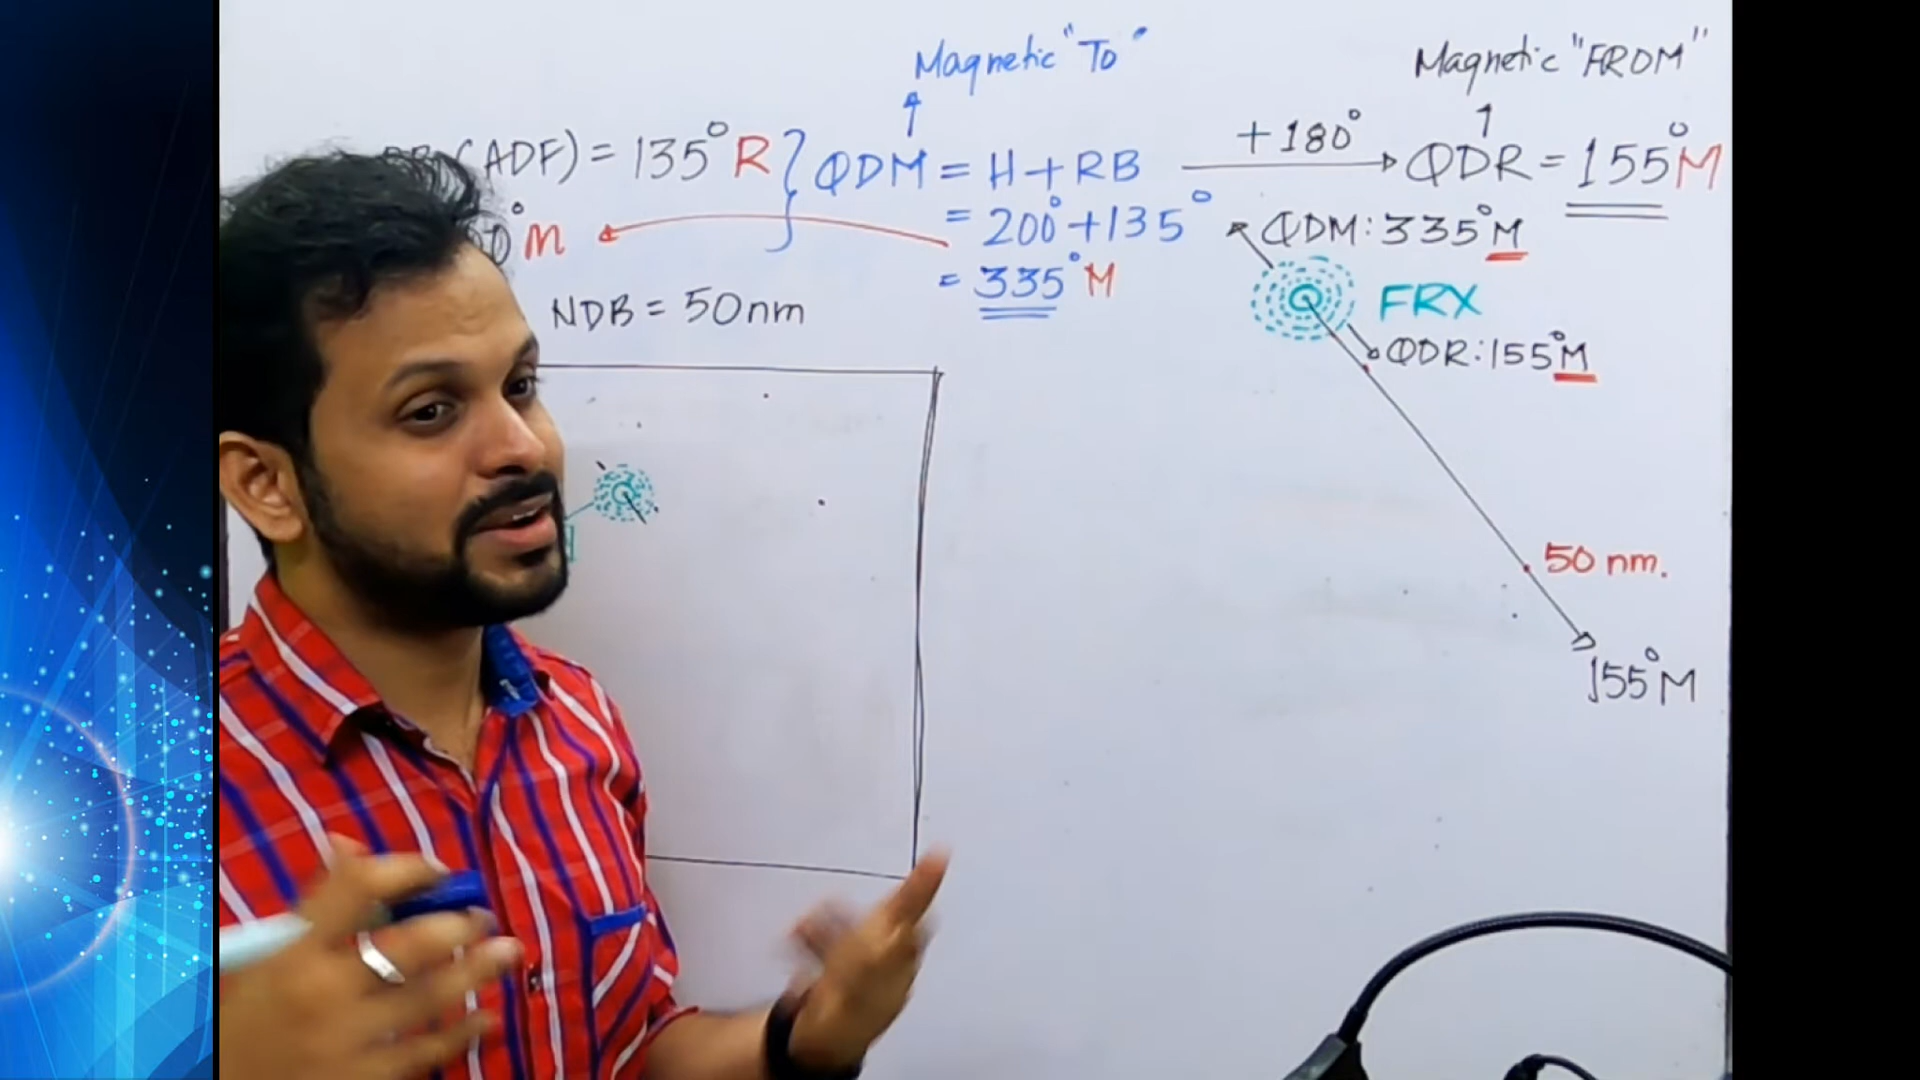 Magnetic "To"
Magnetic "FROM"
(ADF) = 135°R } QDM = H + RB
+180°
QDR = 155°M
0°M
= 200° + 135°
= 335°M
QDM: 335°M
NDB = 50nm
FRX
QDR: 155°M
50 nm.
155°M